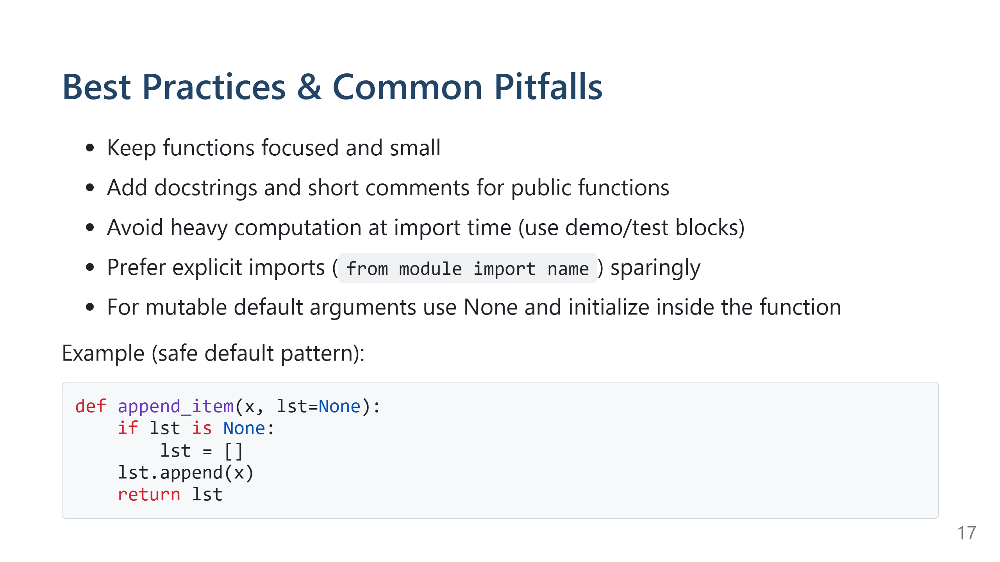 Best Practices & Common Pitfalls
• Keep functions focused and small
• Add docstrings and short comments for public functions
• Avoid heavy computation at import time (use demo/test blocks)
• Prefer explicit imports ( from module import name ) sparingly
• For mutable default arguments use None and initialize inside the function
Example (safe default pattern):
def append_item(x, lst=None):
    if lst is None:
        lst = []
    lst.append(x)
    return lst
17